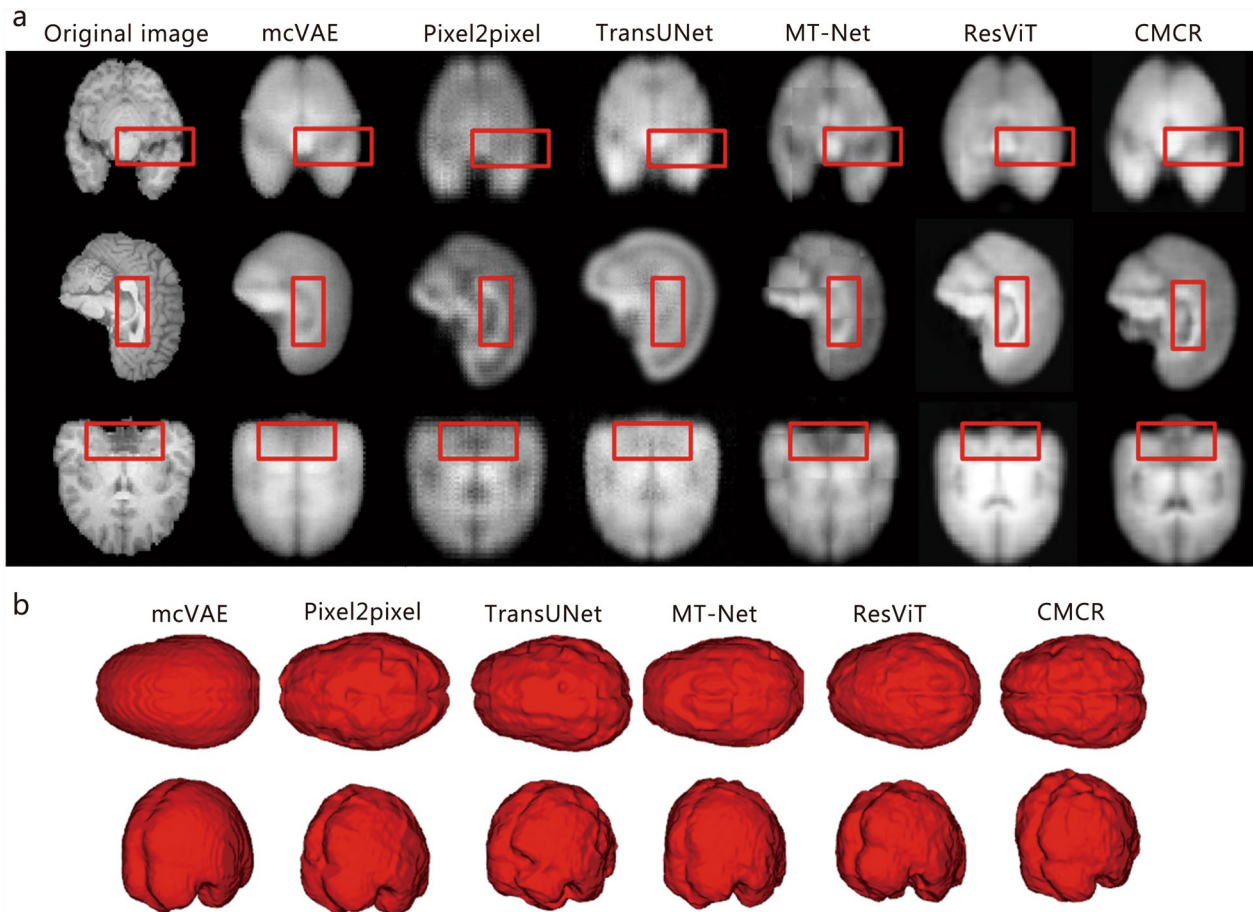 a
Original image mcVAE Pixel2pixel TransUNet MT-Net ResViT CMCR
b
mcVAE Pixel2pixel TransUNet MT-Net ResViT CMCR